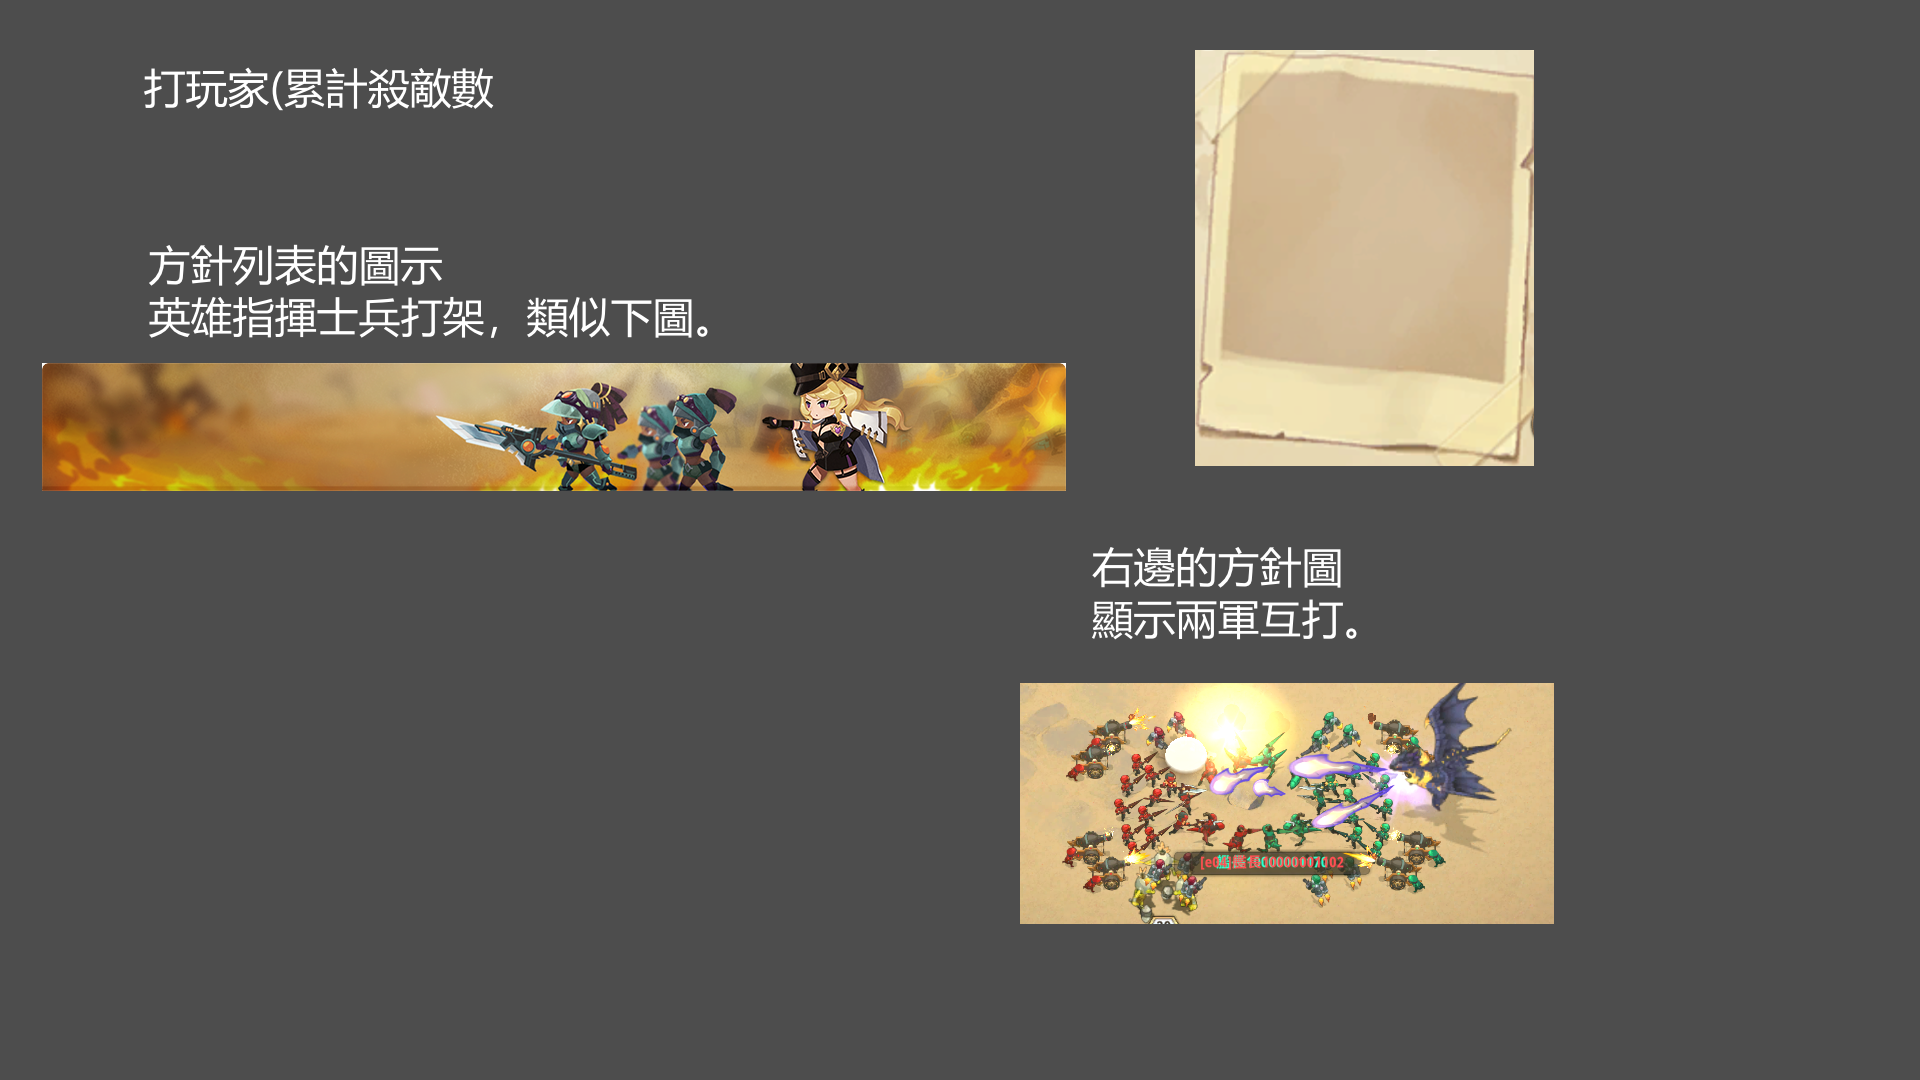 打玩家(累計殺敵數
方針列表的圖示
英雄指揮士兵打架，類似下圖。
右邊的方針圖
顯示兩軍互打。